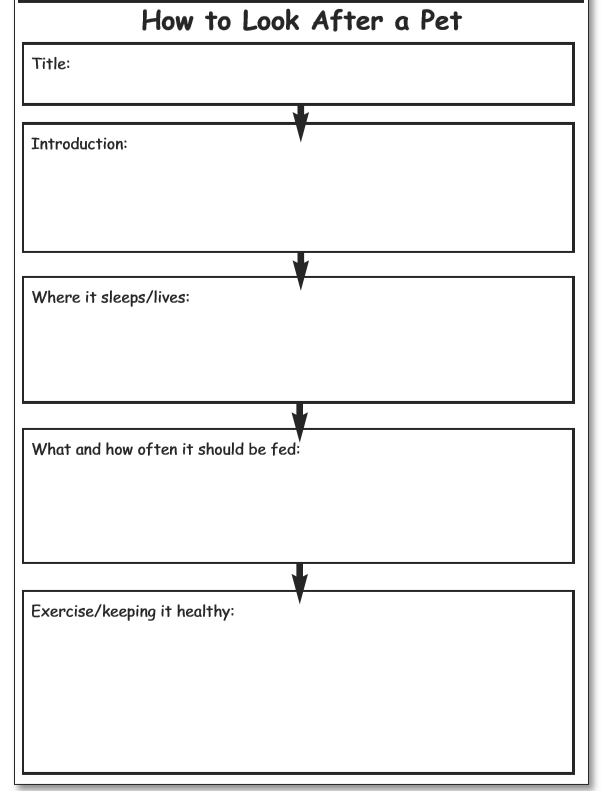 How to Look After a Pet
Title:
Introduction:
Where it sleeps/lives:
What and how often it should be fed:
Exercise/keeping it healthy: